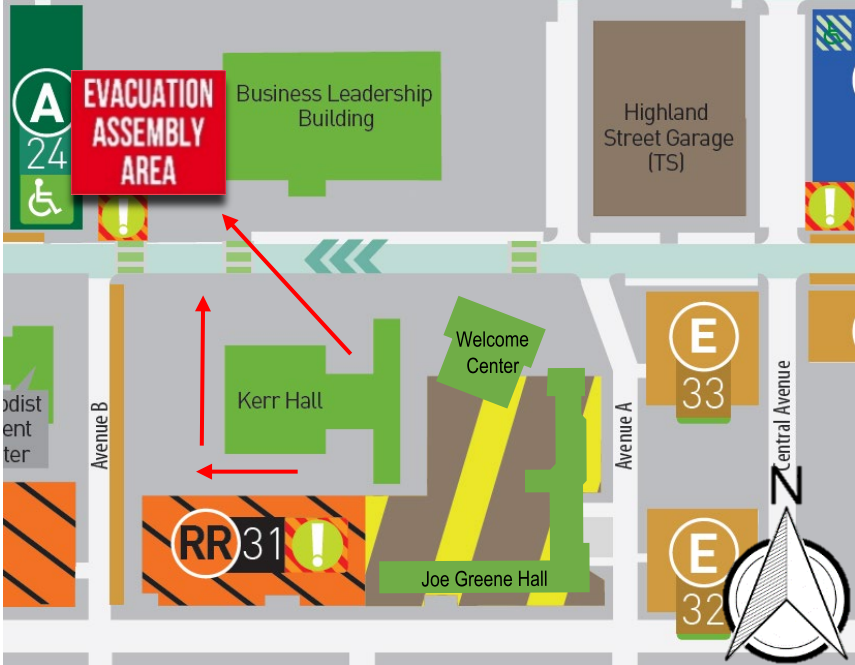 A
24
EVACUATION
ASSEMBLY
AREA
Business Leadership
Building
Highland
Street Garage
(TS)
!
!
Welcome
Center
E
33
Kerr Hall
odist
ent
ter
Avenue B
Avenue A
Central Avenue
N
RR 31 !
E
32
Joe Greene Hall